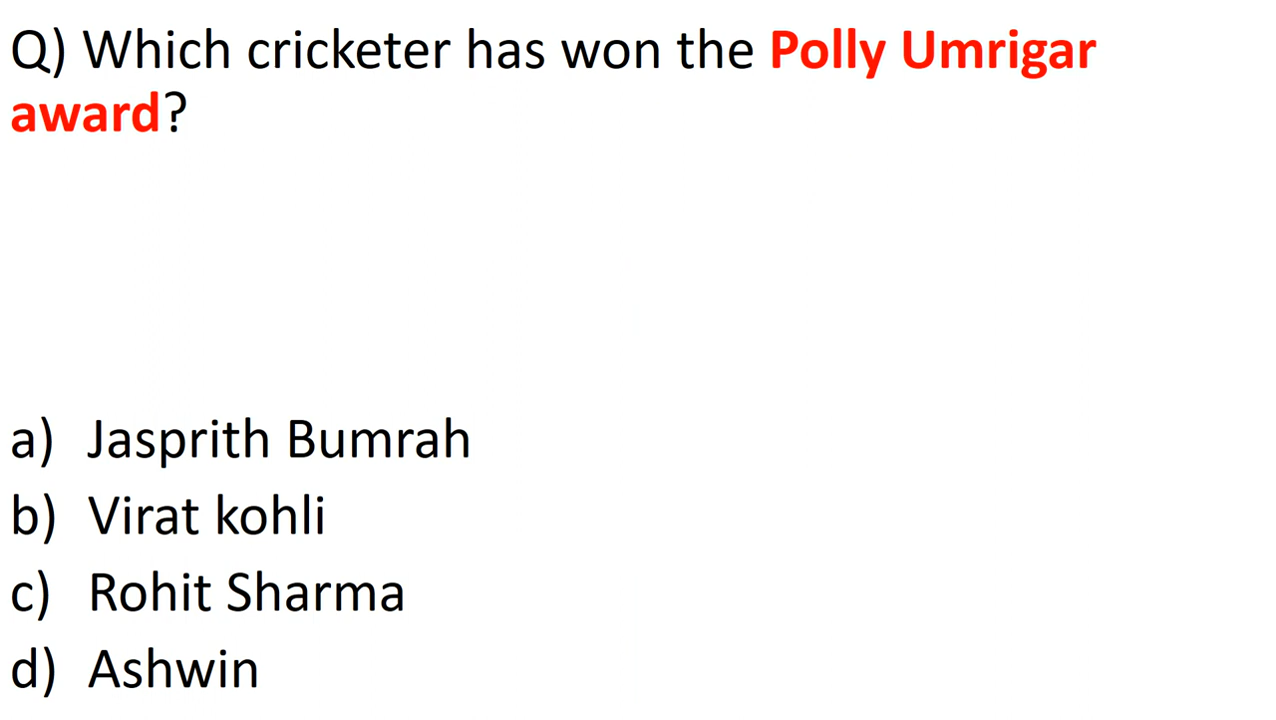 Q) Which cricketer has won the Polly Umrigar
award?
a) Jasprith Bumrah
b) Virat kohli
c) Rohit Sharma
d) Ashwin